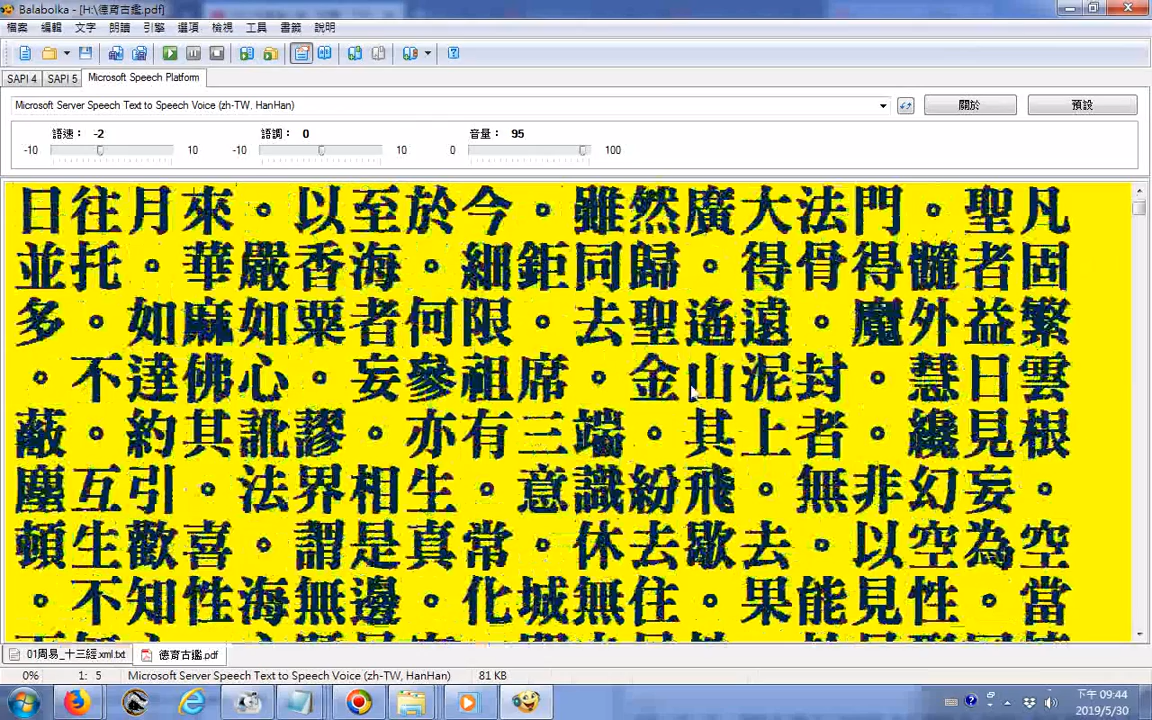 Balabolka - [H:\德育古鑑.pdf]
檔案 編輯 文字 朗讀 引擎 選項 檢視 工具 書籤 說明
SAPI 4 SAPI 5 Microsoft Speech Platform
Microsoft Server Speech Text to Speech Voice (zh-TW, HanHan) 關於 預設
語速： -2 語調： 0 音量： 95
-10 10 -10 10 0 100
日往月來。以至於今。雖然廣大法門。聖凡
並托。華嚴香海。細鉅同歸。得骨得髓者固
多。如麻如粟者何限。去聖遙遠。魔外益繁
。不達佛心。妄參祖席。金山泥封。慧日雲
蔽。約其訛謬。亦有三端。其上者。纔見根
塵互引。法界相生。意識紛飛。無非幻妄。
頓生歡喜。謂是真常。休去歇去。以空為空
。不知性海無邊。化城無住。果能見性。當
01周易_十三經.xml.txt 德育古鑑.pdf
0% 1: 5 Microsoft Server Speech Text to Speech Voice (zh-TW, HanHan) 81 KB
下午 09:44
2019/5/30